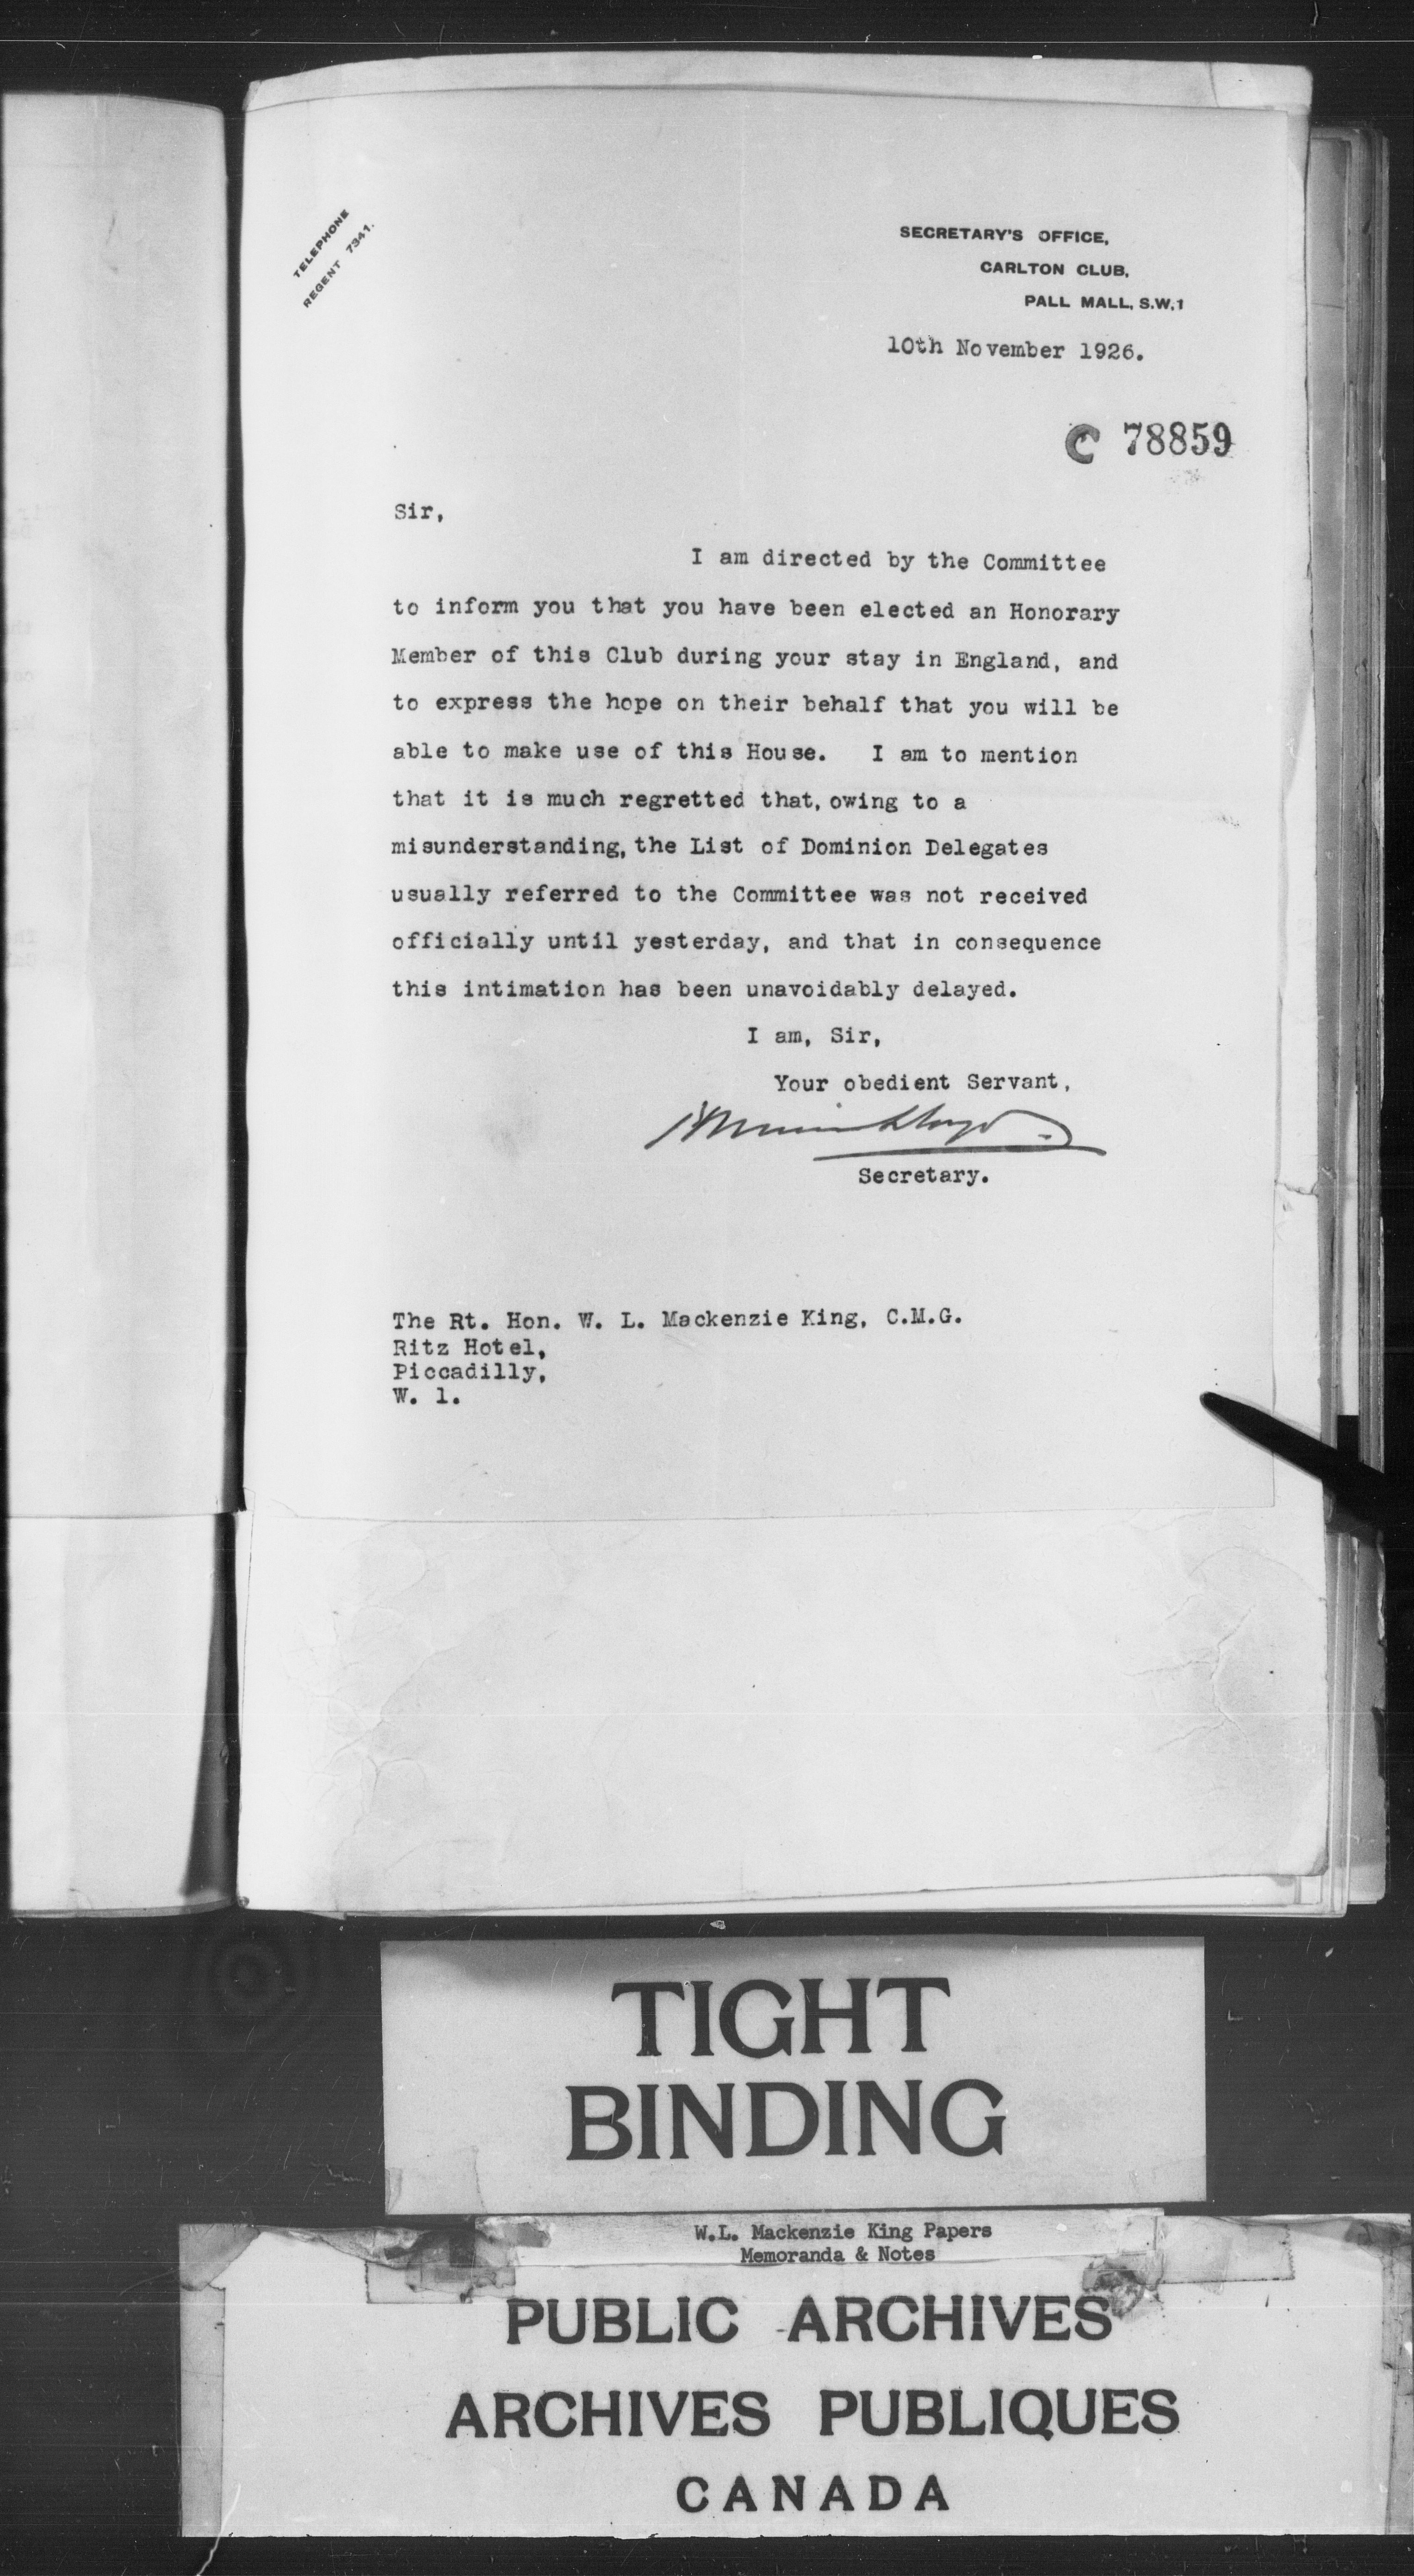 TELEPHONE
REGENT 7341.
SECRETARY'S OFFICE,
CARLTON CLUB,
PALL MALL, S.W.1
10th November 1926.
C 78859
Sir,
I am directed by the Committee
to inform you that you have been elected an Honorary
Member of this Club during your stay in England, and
to express the hope on their behalf that you will be
able to make use of this House. I am to mention
that it is much regretted that, owing to a
misunderstanding, the List of Dominion Delegates
usually referred to the Committee was not received
officially until yesterday, and that in consequence
this intimation has been unavoidably delayed.
I am, Sir,
Your obedient Servant,
Lloyd
Secretary.
The Rt. Hon. W. L. Mackenzie King, C.M.G.
Ritz Hotel,
Piccadilly,
W. 1.
TIGHT
BINDING
W.L. Mackenzie King Papers
Memoranda & Notes
PUBLIC ARCHIVES
ARCHIVES PUBLIQUES
CANADA